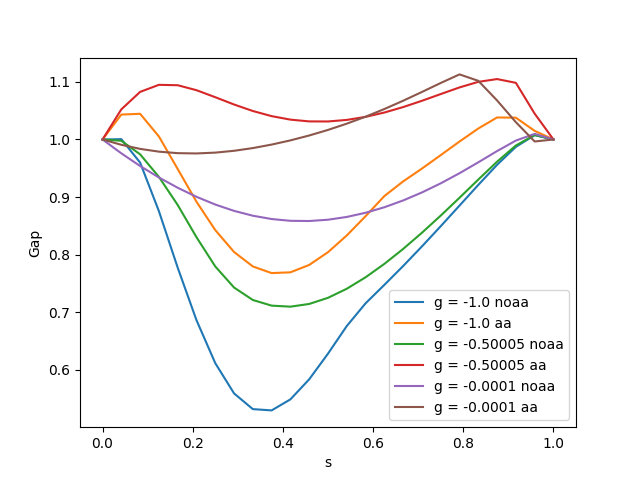 1.1
1.0
0.9
0.8
0.7
0.6
Gap
0.0
0.2
0.4
0.6
0.8
1.0
s
g = -1.0 noaa
g = -1.0 aa
g = -0.50005 noaa
g = -0.50005 aa
g = -0.0001 noaa
g = -0.0001 aa